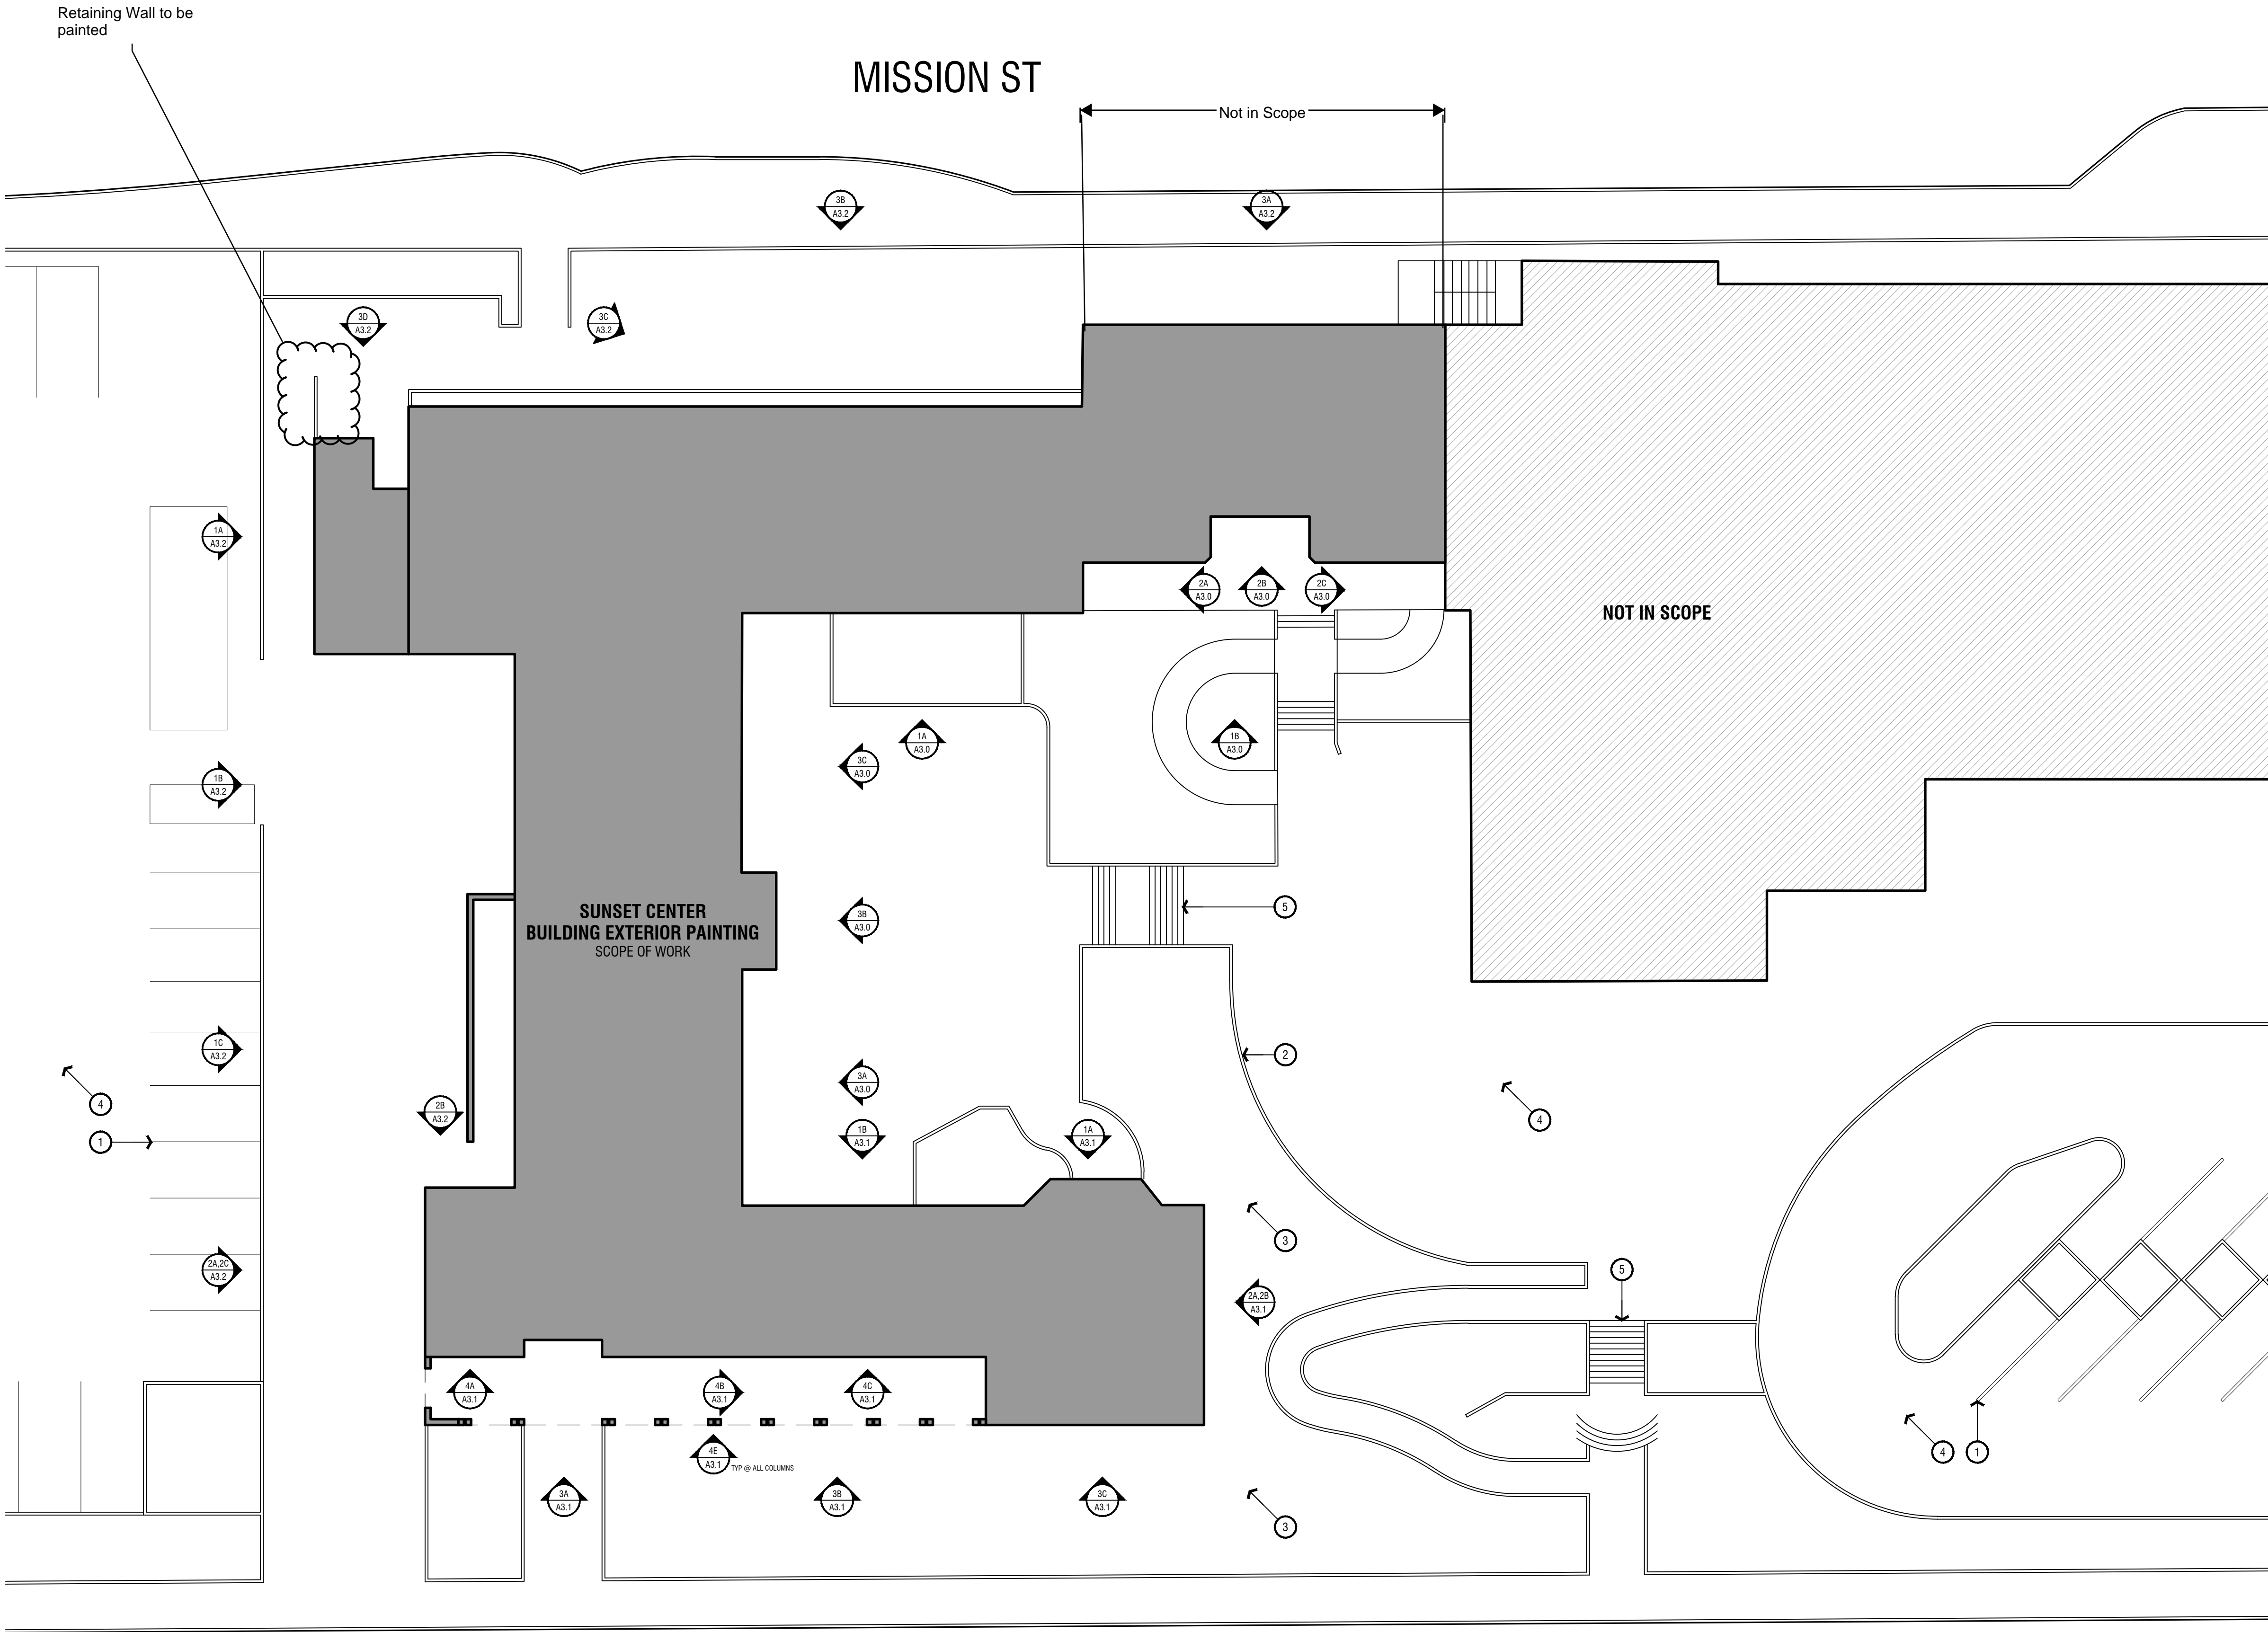 Retaining Wall to be
painted
MISSION ST
Not in Scope
3B
A3.2
3A
A3.2
3D
A3.2
3C
A3.2
1A
A3.2
2A
A3.0
2B
A3.0
2C
A3.0
NOT IN SCOPE
1A
A3.0
1B
A3.0
3C
A3.0
1B
A3.2
SUNSET CENTER
BUILDING EXTERIOR PAINTING
SCOPE OF WORK
3B
A3.0
5
1C
A3.2
2
4
3A
A3.0
2B
A3.2
4
1
1B
A3.1
1A
A3.1
3
2A,2C
A3.2
5
2A,2B
A3.1
4A
A3.1
4B
A3.1
4C
A3.1
4E
A3.1
TYP @ ALL COLUMNS
4
1
3A
A3.1
3B
A3.1
3C
A3.1
3